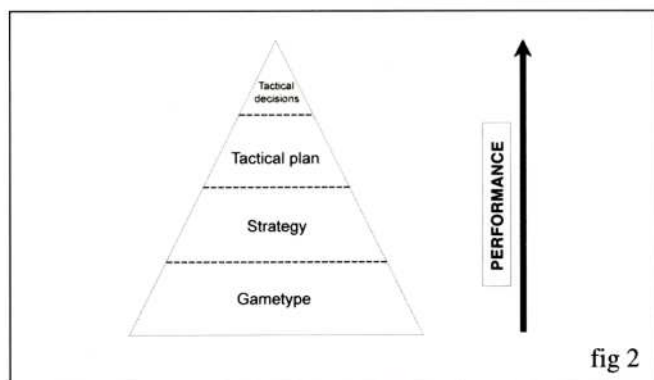 Tactical
decisions
Tactical plan
Strategy
Gametype
PERFORMANCE
fig 2